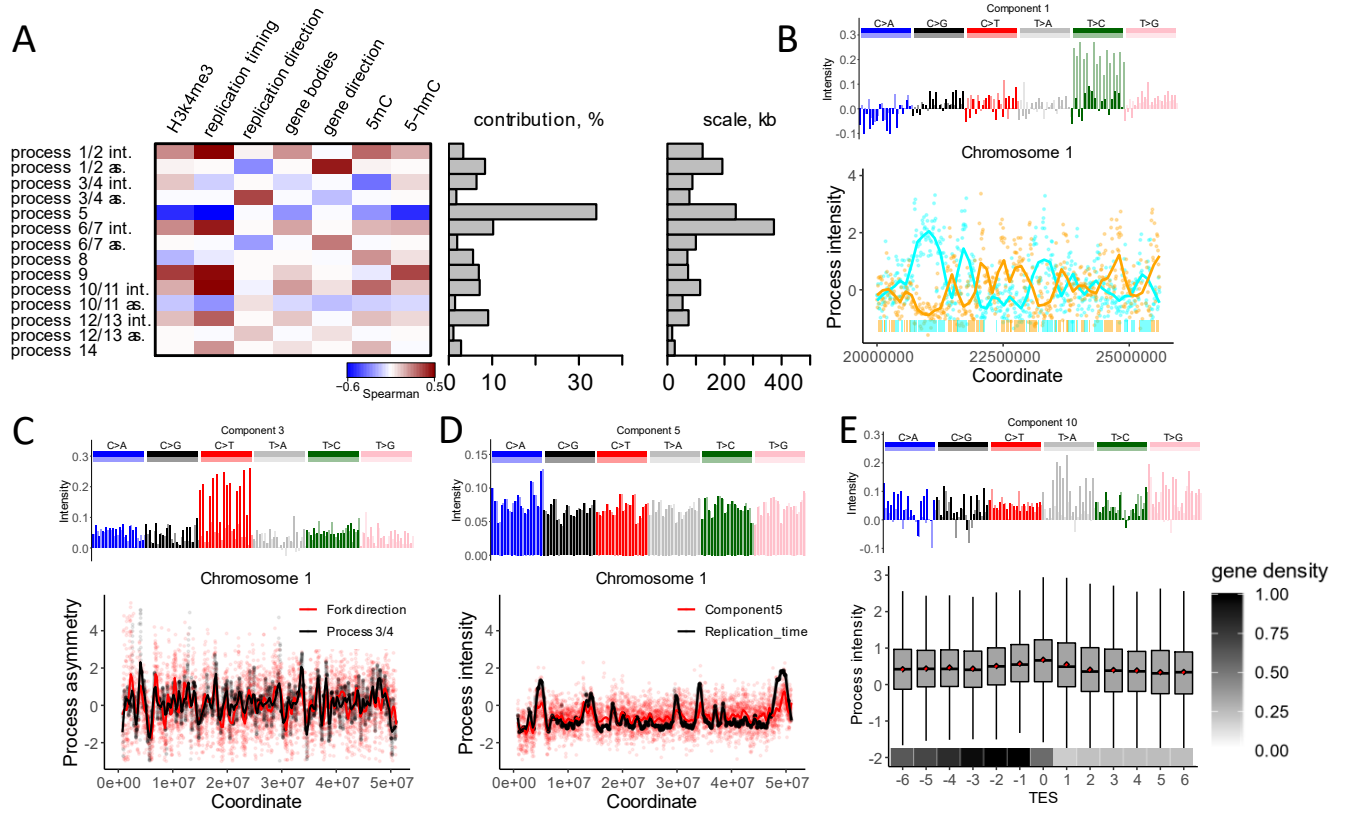 A
H3k4me3
replication timing
replication direction
gene bodies
gene direction
5mC
5-hmC
contribution, %
scale, kb
process 1/2 int.
process 1/2 as.
process 3/4 int.
process 3/4 as.
process 5
process 6/7 int.
process 6/7 as.
process 8
process 9
process 10/11 int.
process 10/11 as.
process 12/13 int.
process 12/13 as.
process 14
−0.6 0.5
Spearman
0 10 30
0 200 400
B
Component 1
C>A C>G C>T T>A T>C T>G
Intensity
0.3
0.2
0.1
0.0
-0.1
Chromosome 1
Process intensity
4
2
0
200000000 22500000 25000000
Coordinate
C
Component 3
C>A C>G C>T T>A T>C T>G
Intensity
0.3
0.2
0.1
0.0
Chromosome 1
Fork direction
Process 3/4
Process asymmetry
4
2
0
-2
0e+00 1e+07 2e+07 3e+07 4e+07 5e+07
Coordinate
D
Component 5
C>A C>G C>T T>A T>C T>G
Intensity
0.15
0.10
0.05
0.00
Chromosome 1
Component5
Replication_time
Process intensity
4
2
0
-2
0e+00 1e+07 2e+07 3e+07 4e+07 5e+07
Coordinate
E
Component 10
C>A C>G C>T T>A T>C T>G
Intensity
0.3
0.2
0.1
0.0
-0.1
Process intensity
3
2
1
0
-1
-2
-6 -5 -4 -3 -2 -1 0 1 2 3 4 5 6
TES
gene density
1.00
0.75
0.50
0.25
0.00